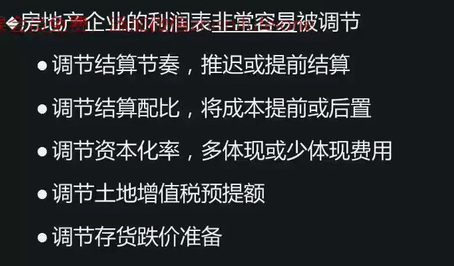 ◆房地产企业的利润表非常容易被调节
●调节结算节奏，推迟或提前结算
●调节结算配比，将成本提前或后置
●调节资本化率，多体现或少体现费用
●调节土地增值税预提额
●调节存货跌价准备